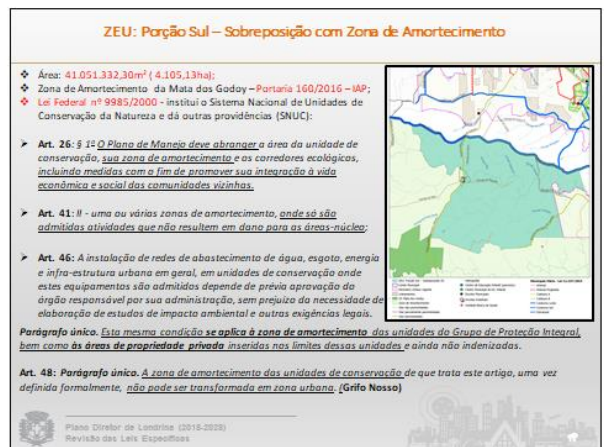 ZEU: Porção Sul – Sobreposição com Zona de Amortecimento
Área: 41.051.332,30m² ( 4.105,13ha);
Zona de Amortecimento da Mata dos Godoy – Portaria 160/2016 – IAP;
Lei Federal nº 9985/2000 - institui o Sistema Nacional de Unidades de
Conservação da Natureza e dá outras providências (SNUC):
Art. 26: § 1º O Plano de Manejo deve abranger a área da unidade de
conservação, sua zona de amortecimento e os corredores ecológicos,
incluindo medidas com o fim de promover sua integração à vida
econômica e social das comunidades vizinhas.
Art. 41: II - uma ou várias zonas de amortecimento, onde só são
admitidas atividades que não resultem em dano para as áreas-núcleo;
Art. 46: A instalação de redes de abastecimento de água, esgoto, energia
e infra-estrutura urbana em geral, em unidades de conservação onde
estes equipamentos são admitidos depende de prévia aprovação do
órgão responsável por sua administração, sem prejuízo da necessidade de
elaboração de estudos de impacto ambiental e outras exigências legais.
Parágrafo único. Esta mesma condição se aplica à zona de amortecimento das unidades do Grupo de Proteção Integral,
bem como às áreas de propriedade privada inseridas nos limites dessas unidades e ainda não indenizadas.
Art. 48: Parágrafo único. A zona de amortecimento das unidades de conservação de que trata este artigo, uma vez
definida formalmente, não pode ser transformada em zona urbana. (Grifo Nosso)
Plano Diretor de Londrina (2018-2028)
Revisão das Leis Específicas